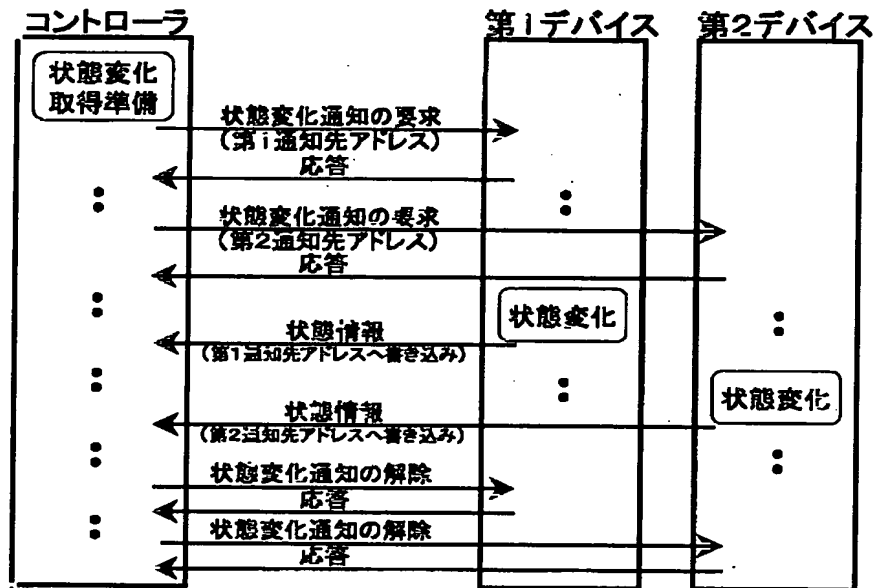 コントローラ
第1デバイス
第2デバイス
状態変化
取得準備
状態変化通知の要求
(第1通知先アドレス)
応答
状態変化通知の要求
(第2通知先アドレス)
応答
状態変化
状態情報
(第1通知先アドレスへ書き込み)
状態変化
状態情報
(第2通知先アドレスへ書き込み)
状態変化通知の解除
応答
状態変化通知の解除
応答